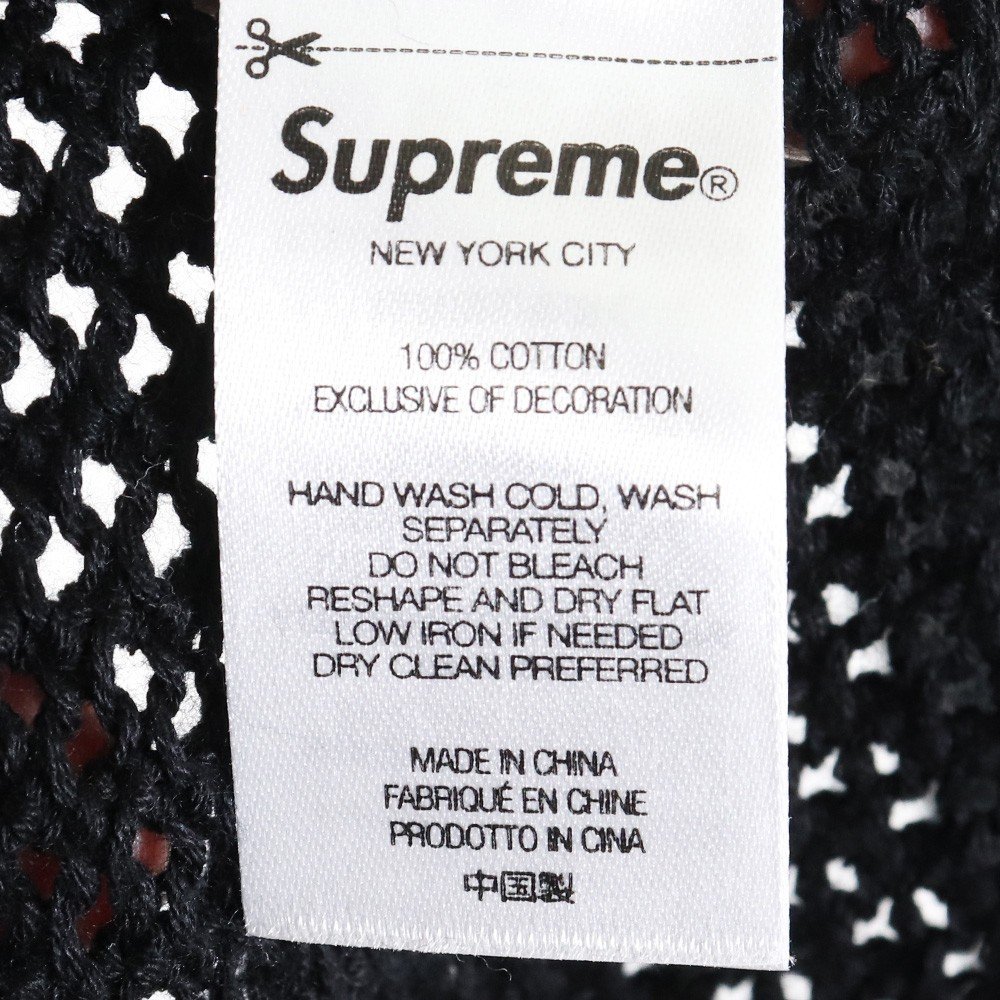 Supreme®
NEW YORK CITY
100% COTTON
EXCLUSIVE OF DECORATION
HAND WASH COLD, WASH
SEPARATELY
DO NOT BLEACH
RESHAPE AND DRY FLAT
LOW IRON IF NEEDED
DRY CLEAN PREFERRED
MADE IN CHINA
FABRIQUÉ EN CHINE
PRODOTTO IN CINA
中国製